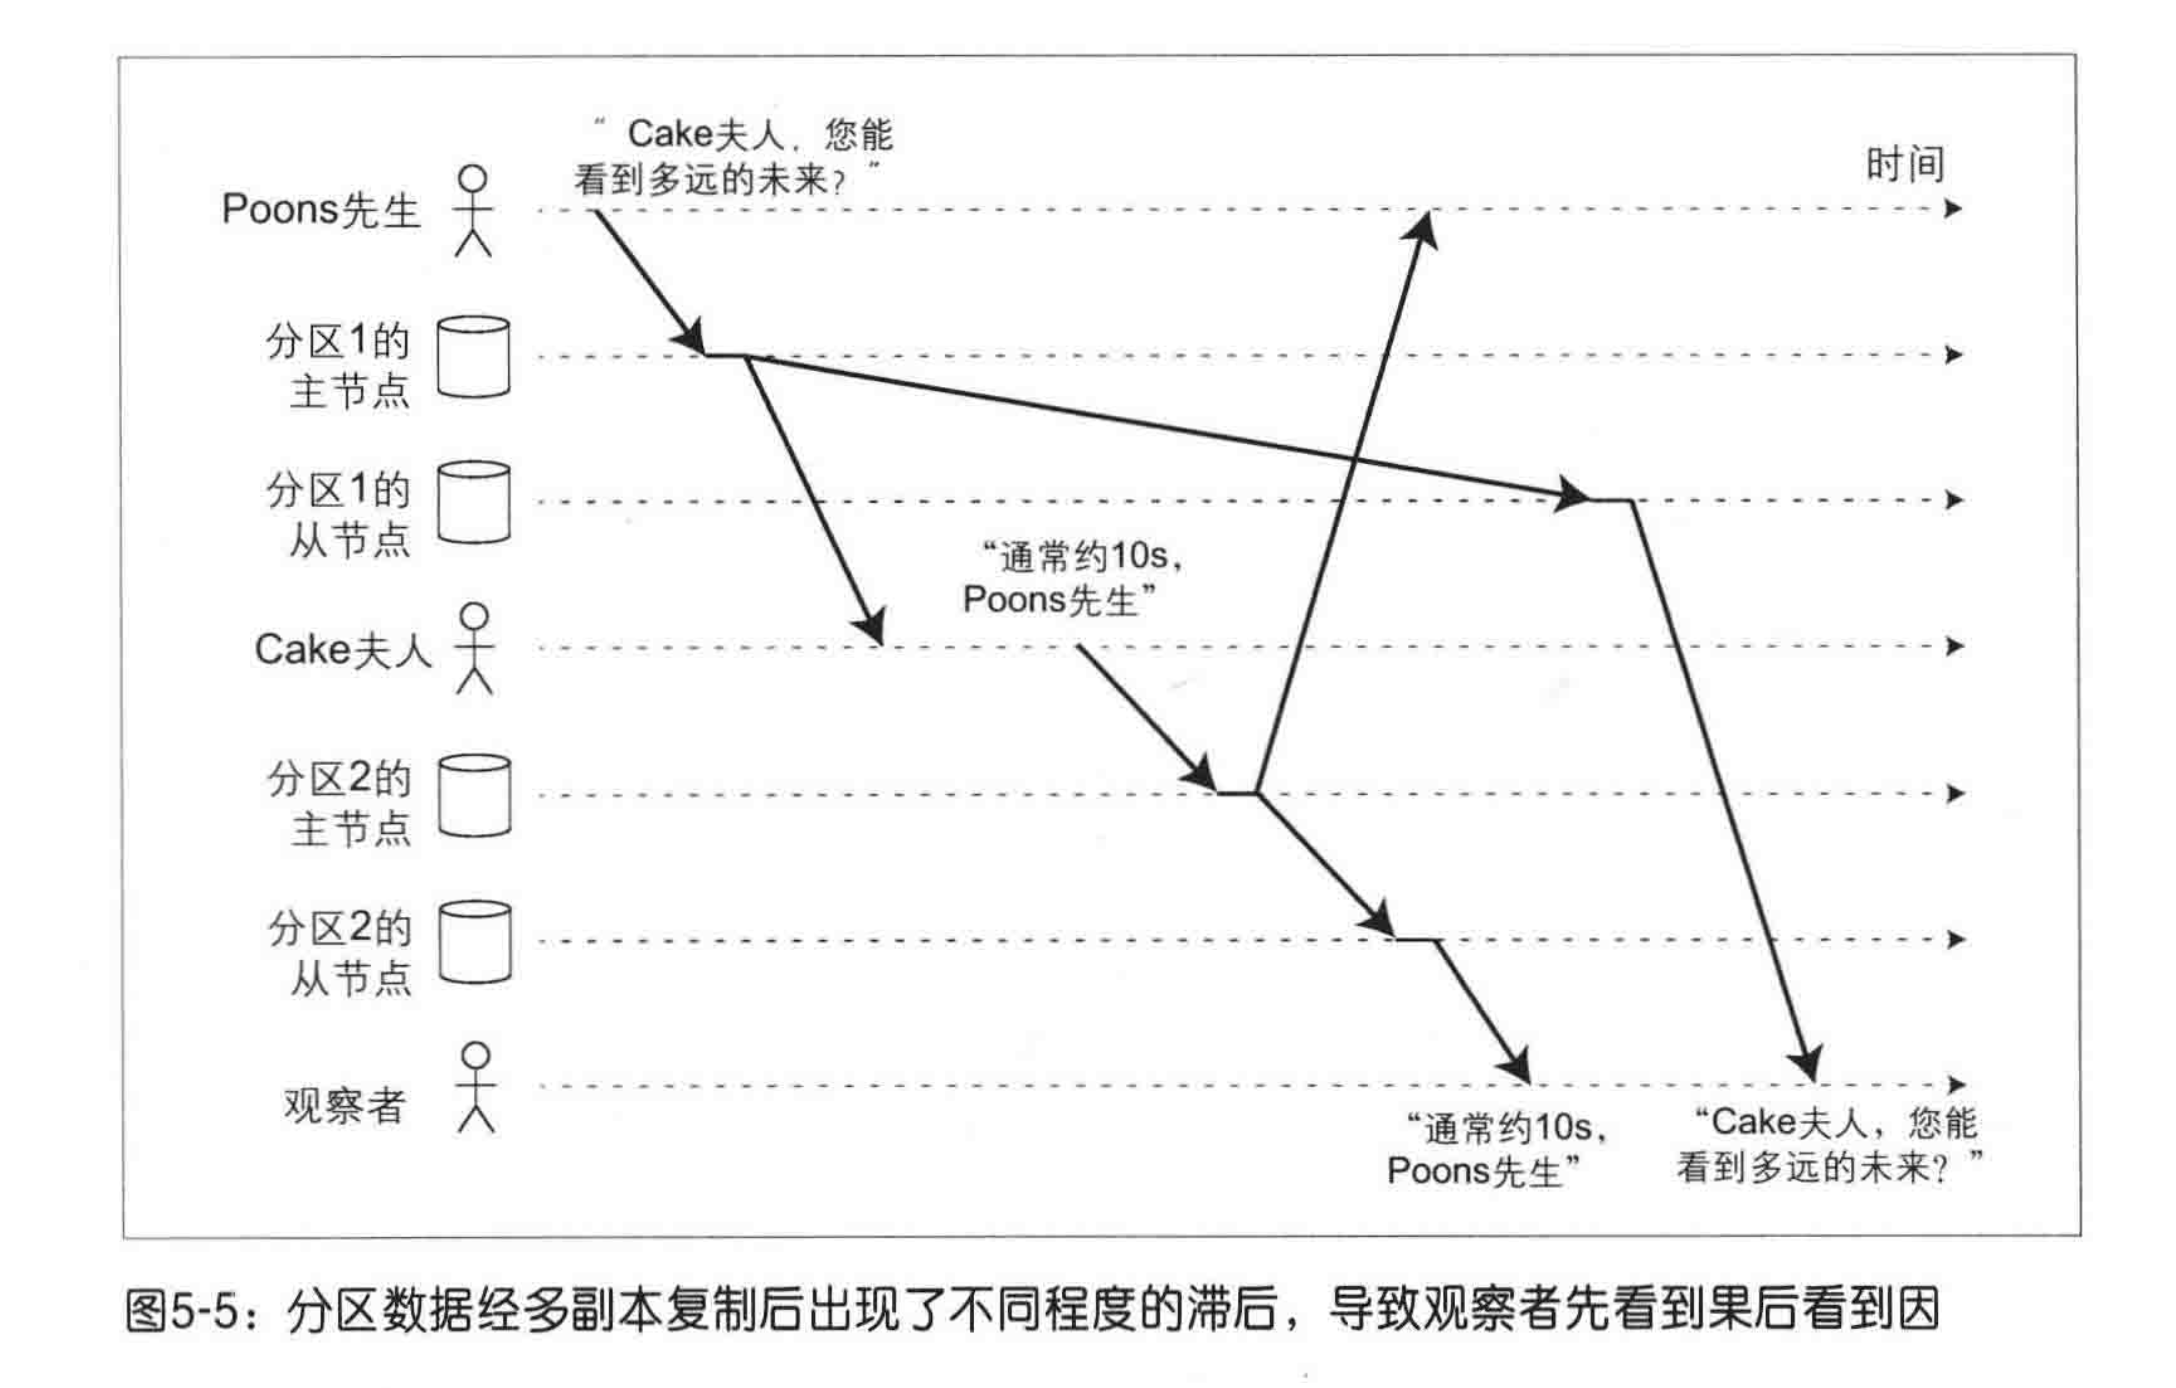 “ Cake夫人，您能
看到多远的未来？”
时间
Poons先生
分区1的
主节点
分区1的
从节点
“通常约10s，
Poons先生”
Cake夫人
分区2的
主节点
分区2的
从节点
观察者
“通常约10s，
Poons先生”
“Cake夫人，您能
看到多远的未来？”
图5-5：分区数据经多副本复制后出现了不同程度的滞后，导致观察者先看到果后看到因